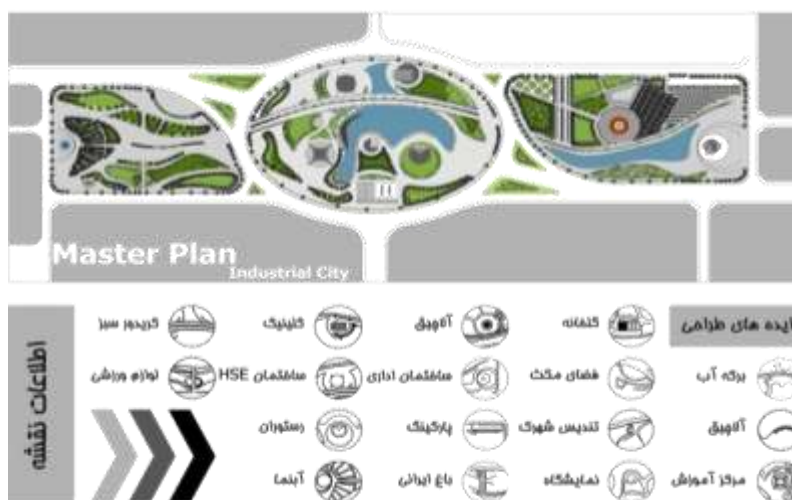 Master Plan
Industrial City
ایده های طراحی
گلخانه
آلاچیق
کلینیک
کریدور سبز
برکه آب
فضای مکث
ساختمان اداری
ساختمان HSE
لوازم ورزشی
آلاچیق
تندیس شهرک
پارکینگ
رستوران
مرکز آموزش
نمایشگاه
باغ ایرانی
آبنما
اطلاعات نقشه